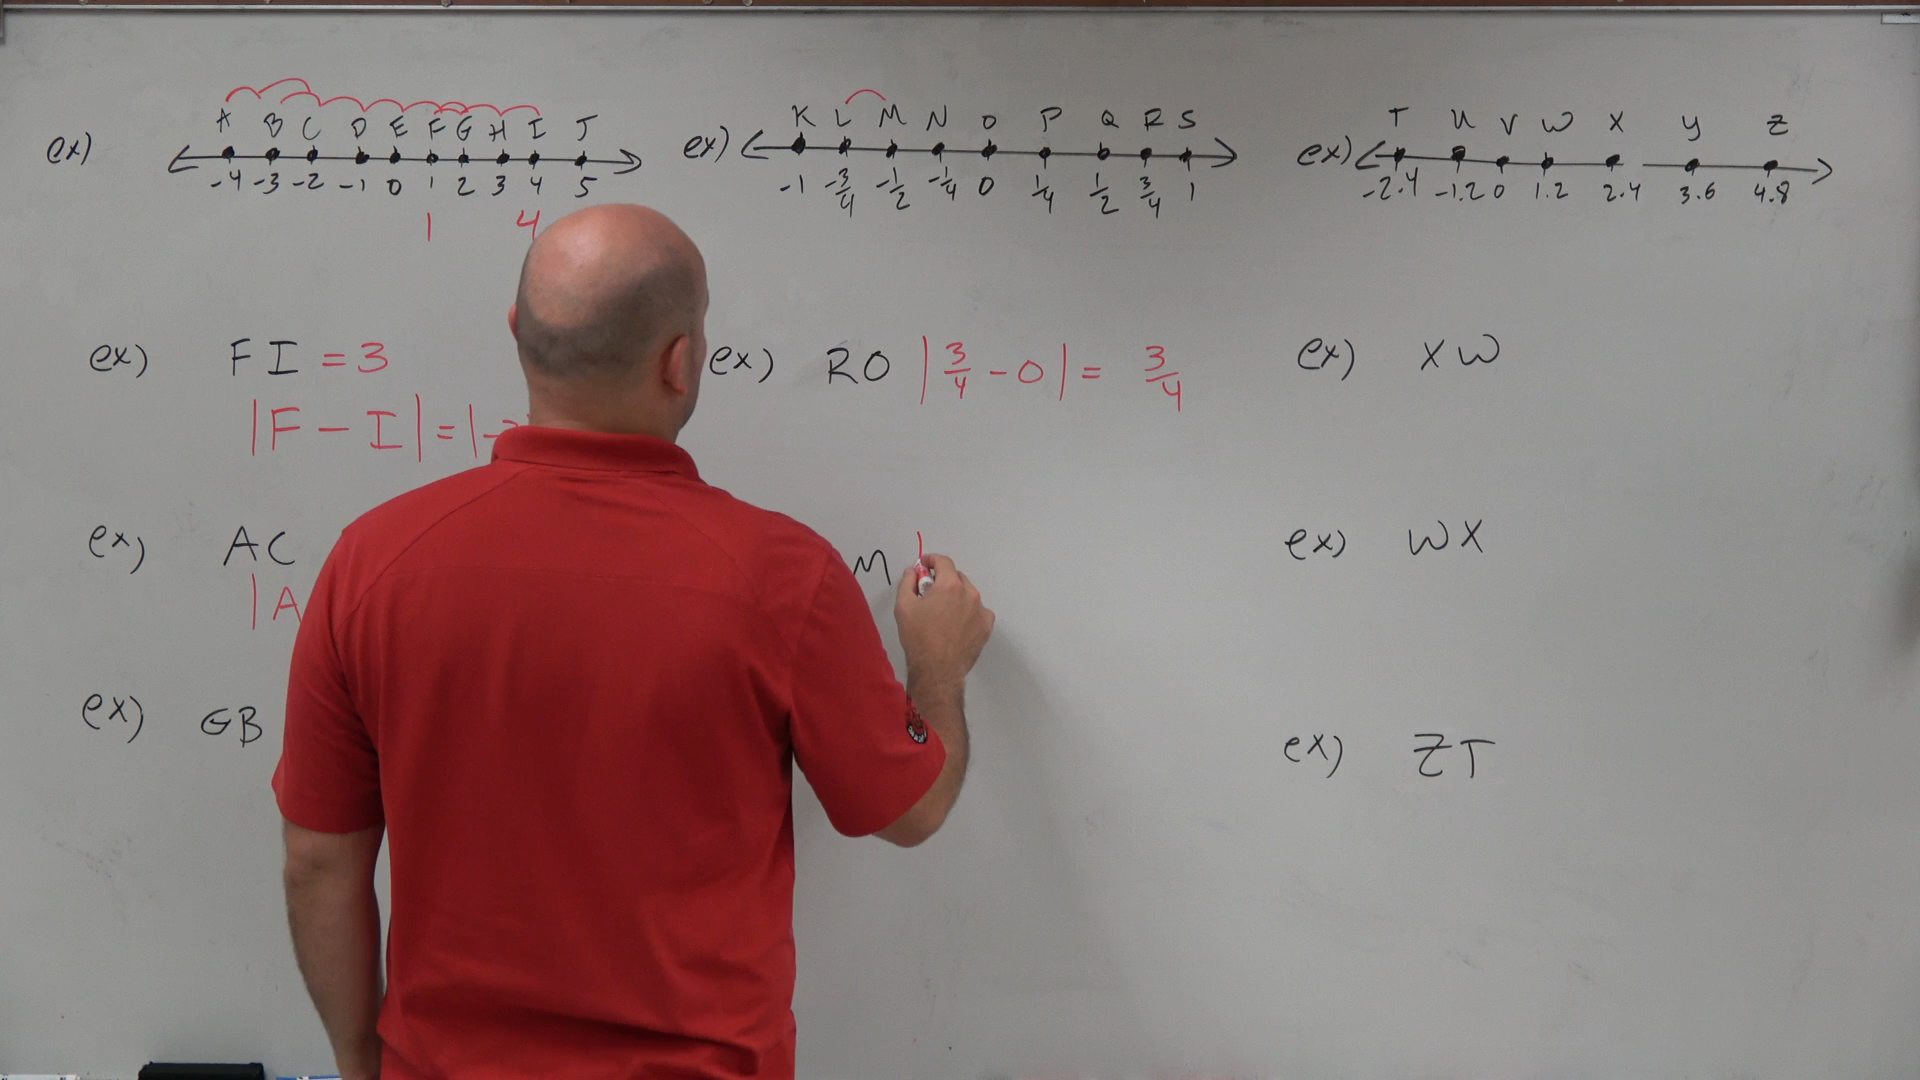 A B C D E F G H I J
ex)
-4 -3 -2 -1 0 1 2 3 4 5
1 4
K L M N O P Q R S
ex)
-1 -3/4 -1/2 -1/4 0 1/4 1/2 3/4 1
T U V W X Y Z
ex)
-2.4 -1.2 0 1.2 2.4 3.6 4.8
ex) FI = 3
|F - I| = |-
ex) AC
|A
ex) GB
ex) RO |3/4 - 0| = 3/4
M |
ex) XW
ex) WX
ex) ZT